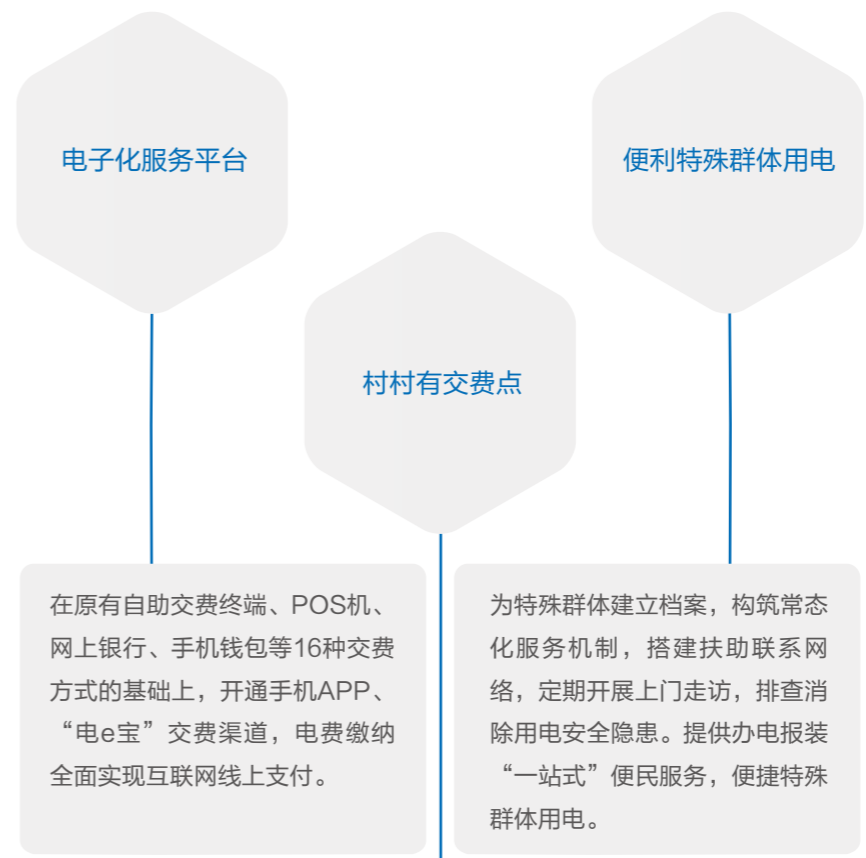 电子化服务平台
便利特殊群体用电
村村有交费点
在原有自助交费终端、POS机、
网上银行、手机钱包等16种交费
方式的基础上，开通手机APP、
“电e宝”交费渠道，电费缴纳
全面实现互联网线上支付。
为特殊群体建立档案，构筑常态
化服务机制，搭建扶助联系网
络，定期开展上门走访，排查消
除用电安全隐患。提供办电报装
“一站式”便民服务，便捷特殊
群体用电。